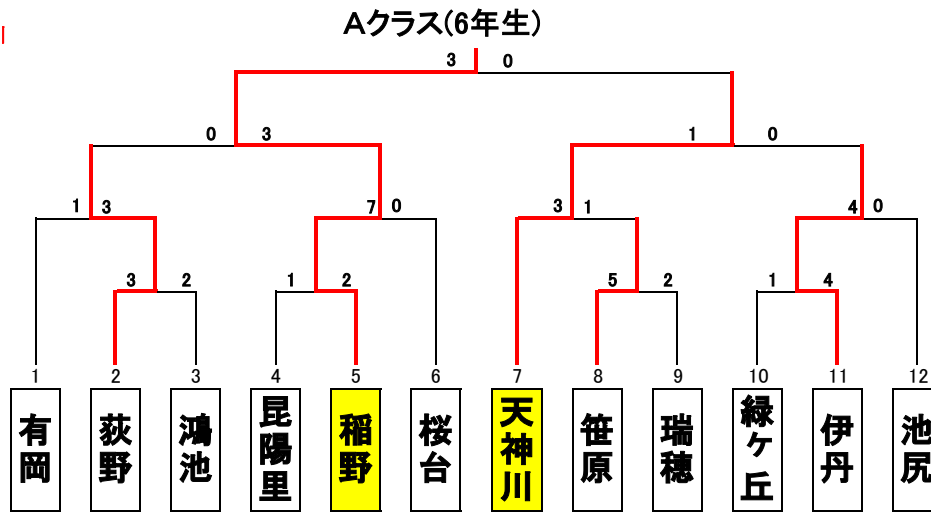 Aクラス(6年生)
3 0
0 3 1 0
1 3 7 0 3 1 4 0
3 2 1 2 5 2 1 4
1 2 3 4 5 6 7 8 9 10 11 12
有岡
荻野
鴻池
昆陽里
稲野
桜台
天神川
笹原
瑞穂
緑ヶ丘
伊丹
池尻